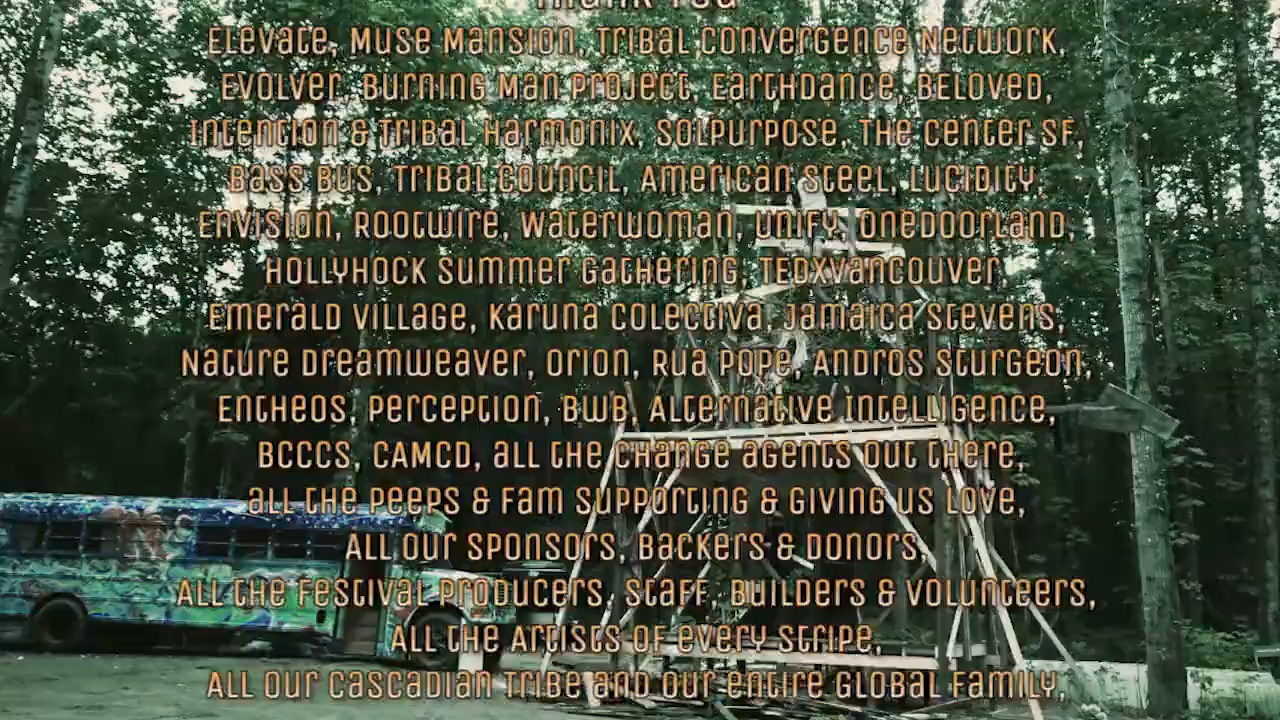 Thank You
Elevate, Muse Mansion, Tribal Convergence Network,
Evolver, Burning Man Project, Earthdance, BELOVED,
Intention & Tribal Harmonix, Solpurpose, The Center SF,
Bass Bus, Tribal Council, American Steel, Lucidity,
Envision, Rootwire, Waterwoman, Unify, Onedoorland,
Hollyhock Summer Gathering, TEDxVancouver,
Emerald Village, Karuna Colectiva, Jamaica Stevens,
Nature Dreamweaver, Orion, Rua Pope, Andros Sturgeon,
Entheos, Perception, BWB, Alternative Intelligence,
BCCCS, CAMCD, all the change agents out there,
all the Peeps & Fam supporting & giving us love,
All our sponsors, Backers & Donors,
All the Festival Producers, Staff, Builders & Volunteers,
All the Artists of every stripe,
All our Cascadian Tribe and our entire Global Family,